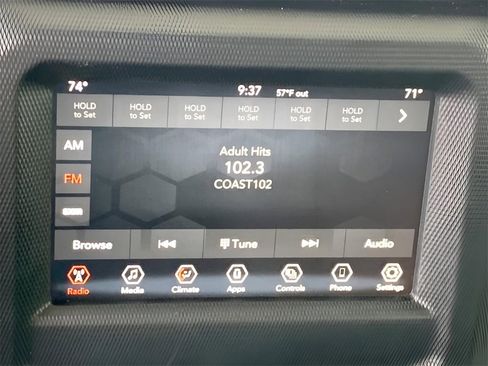 74° 9:37 57°F out 71°
HOLD to Set HOLD to Set HOLD to Set HOLD to Set HOLD to Set HOLD to Set
AM
Adult Hits
102.3
FM
COAST102
Browse Tune Audio
Radio Media Climate Apps Controls Phone Settings